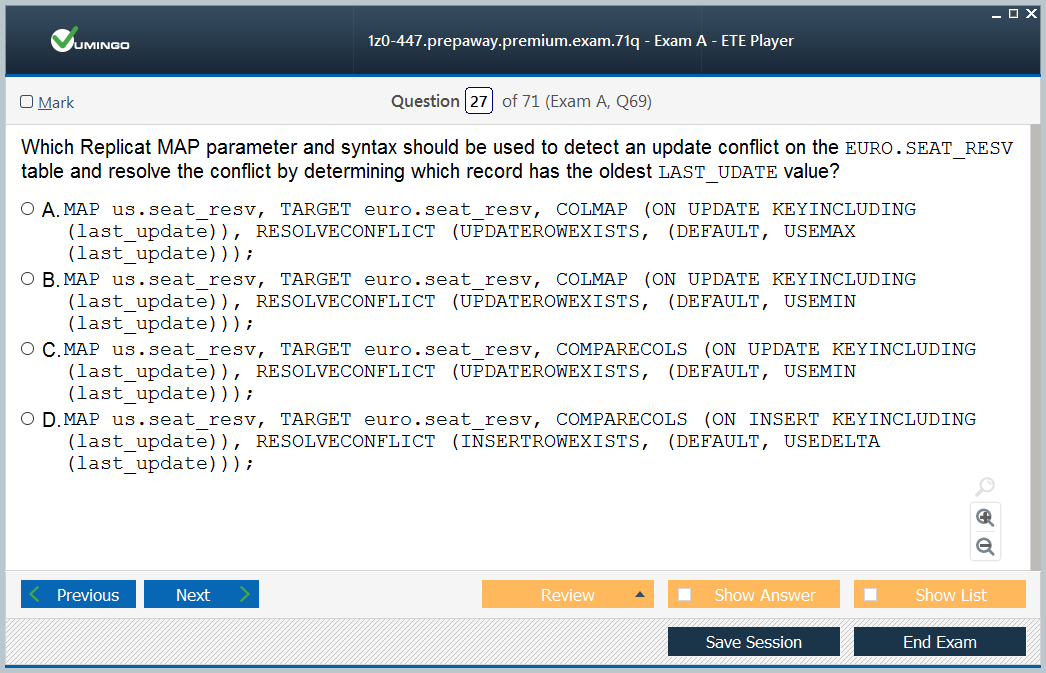 VUMINGO
1z0-447.prepaway.premium.exam.71q - Exam A - ETE Player
Mark
Question 27 of 71 (Exam A, Q69)
Which Replicat MAP parameter and syntax should be used to detect an update conflict on the EURO.SEAT_RESV
table and resolve the conflict by determining which record has the oldest LAST_UDATE value?
A. MAP us.seat_resv, TARGET euro.seat_resv, COLMAP (ON UPDATE KEYINCLUDING
(last_update)), RESOLVECONFLICT (UPDATEROWEXISTS, (DEFAULT, USEMAX
(last_update)));
B. MAP us.seat_resv, TARGET euro.seat_resv, COLMAP (ON UPDATE KEYINCLUDING
(last_update)), RESOLVECONFLICT (UPDATEROWEXISTS, (DEFAULT, USEMIN
(last_update)));
C. MAP us.seat_resv, TARGET euro.seat_resv, COMPARECOLS (ON UPDATE KEYINCLUDING
(last_update)), RESOLVECONFLICT (UPDATEROWEXISTS, (DEFAULT, USEMIN
(last_update)));
D. MAP us.seat_resv, TARGET euro.seat_resv, COMPARECOLS (ON INSERT KEYINCLUDING
(last_update)), RESOLVECONFLICT (INSERTROWEXISTS, (DEFAULT, USEDELTA
(last_update)));
Previous Next Review Show Answer Show List
Save Session End Exam